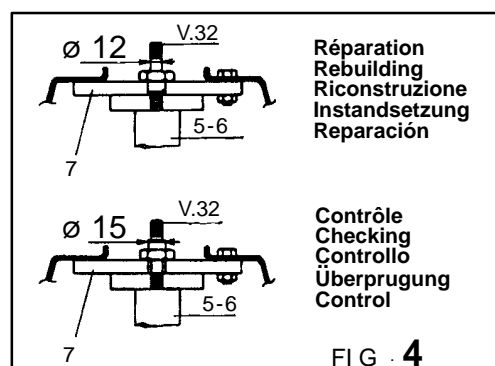 V.32
Ø 12
5-6
7
Réparation
Rebuilding
Riconstruzione
Instandsetzung
Reparación
V.32
Ø 15
5-6
7
Contrôle
Checking
Controllo
Überprugung
Control
FIG . 4